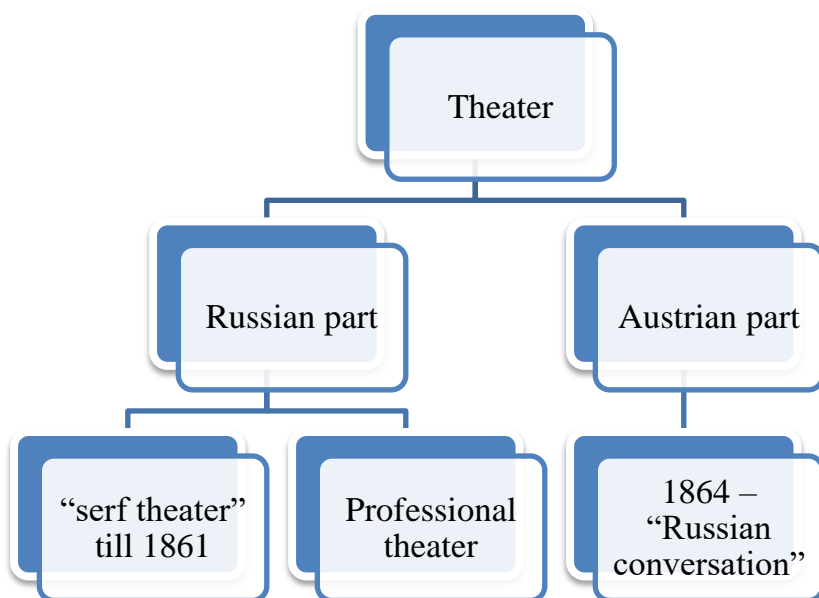 Theater
Russian part
Austrian part
“serf theater”
till 1861
Professional
theater
1864 –
“Russian
conversation”